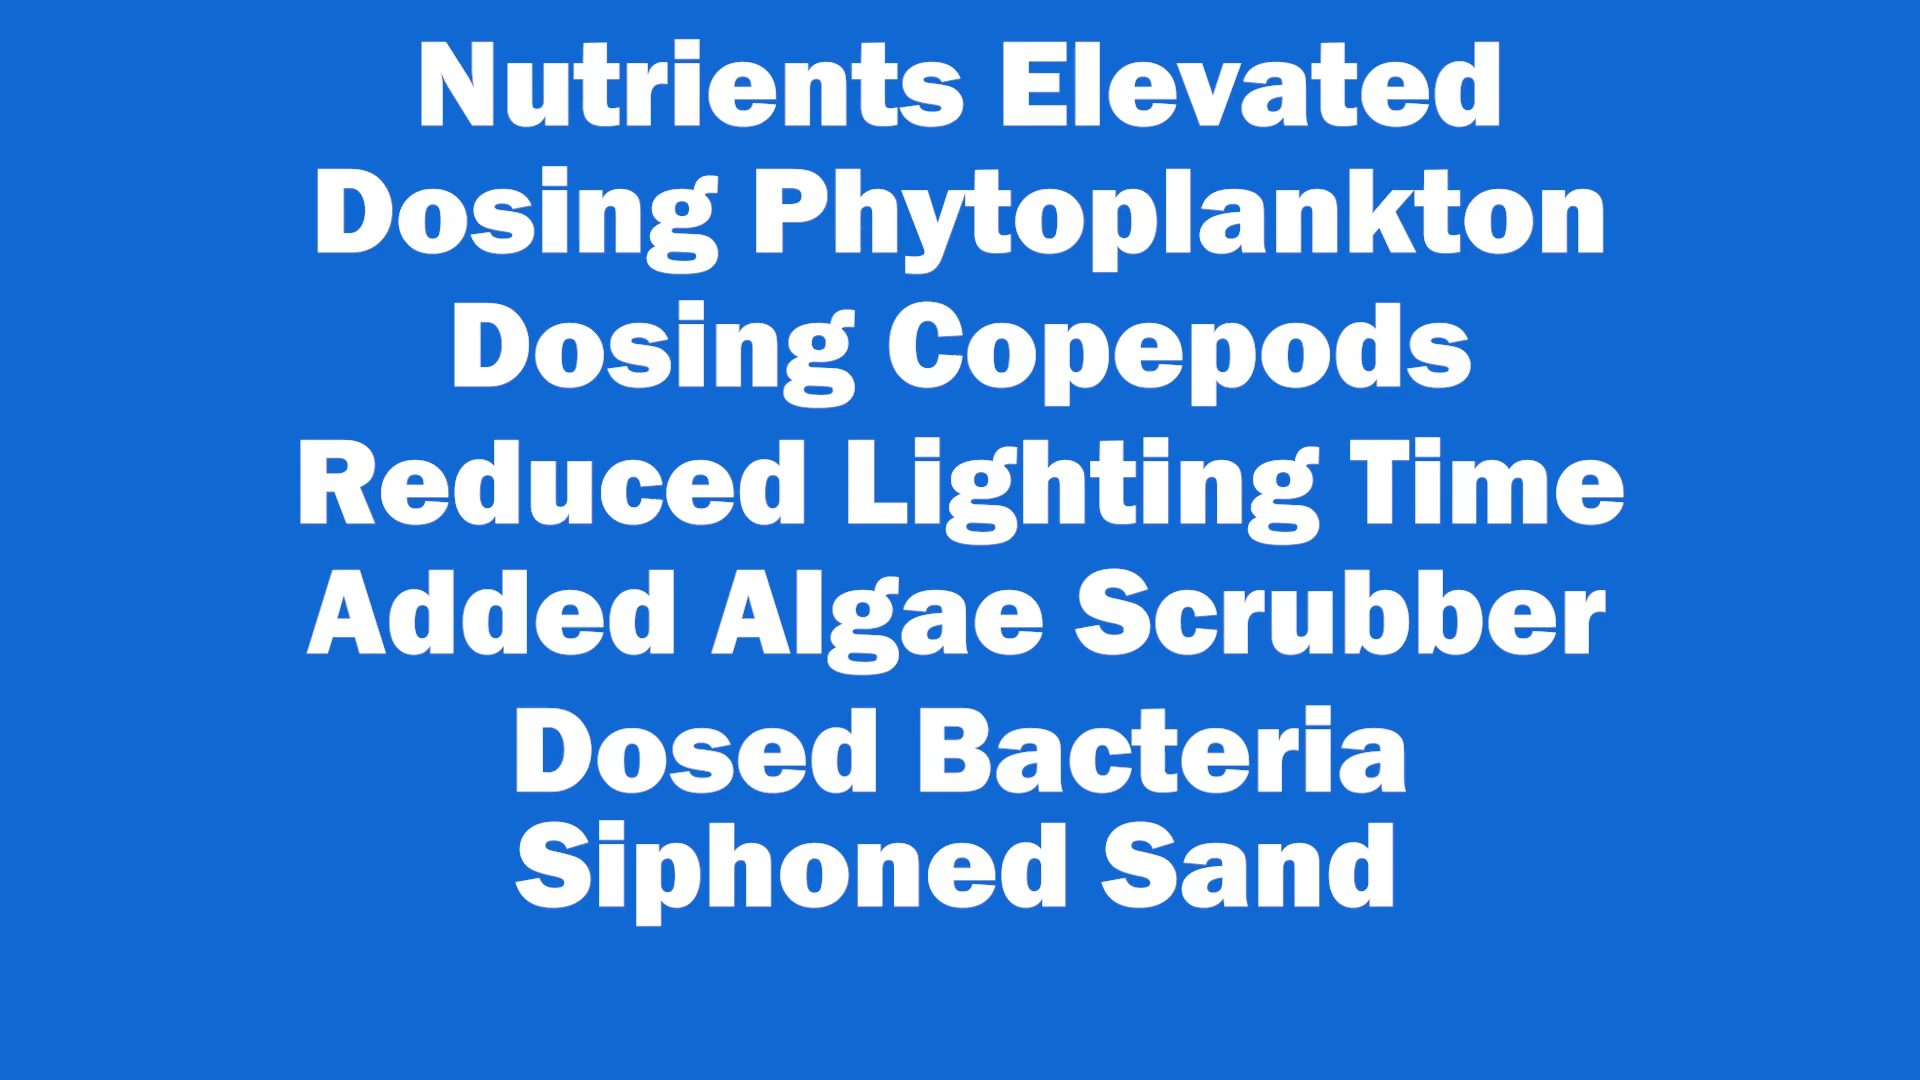 Nutrients Elevated
Dosing Phytoplankton
Dosing Copepods
Reduced Lighting Time
Added Algae Scrubber
Dosed Bacteria
Siphoned Sand